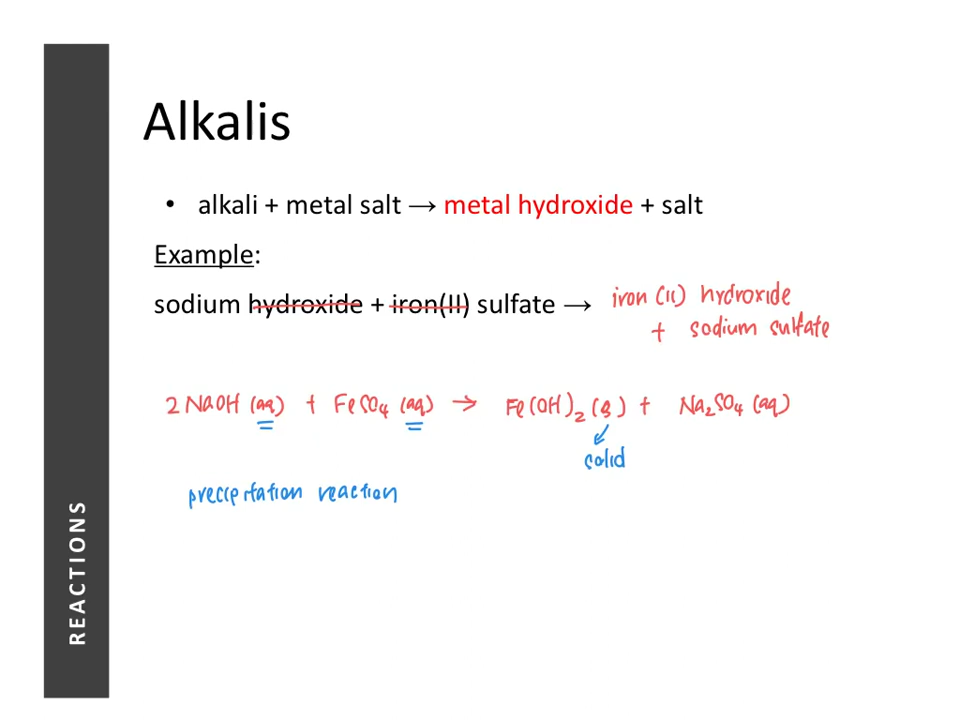 Alkalis
• alkali + metal salt → metal hydroxide + salt
Example:
sodium hydroxide + iron(II) sulfate → iron (II) hydroxide
+ sodium sulfate
2 NaOH (aq) + FeSO4 (aq) → Fe(OH)2 (s) + Na2SO4 (aq)
solid
precipitation reaction
REACTIONS